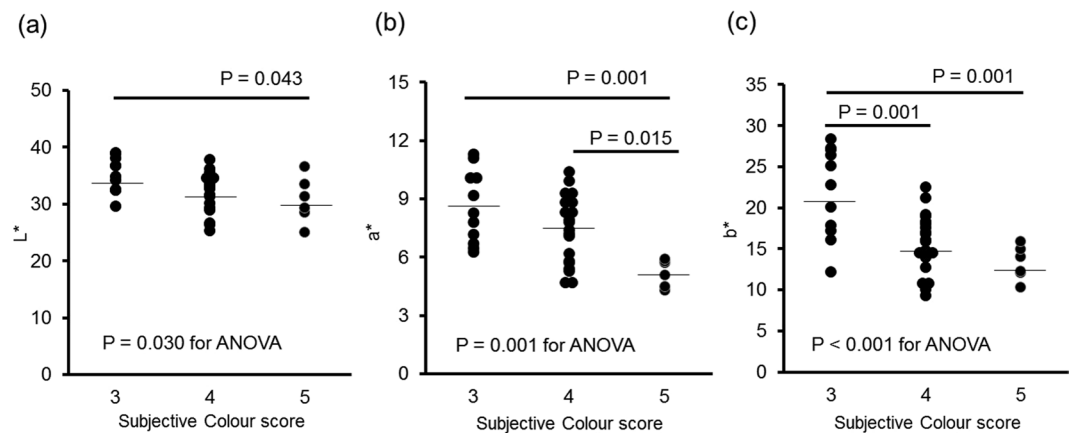 (a)
P = 0.043
50
40
30
20
10
0
L*
P = 0.030 for ANOVA
3 4 5
Subjective Colour score
(b)
P = 0.001
P = 0.015
15
12
9
6
3
0
a*
P = 0.001 for ANOVA
3 4 5
Subjective Colour score
(c)
P = 0.001
P = 0.001
35
30
25
20
15
10
5
0
b*
P < 0.001 for ANOVA
3 4 5
Subjective Colour score